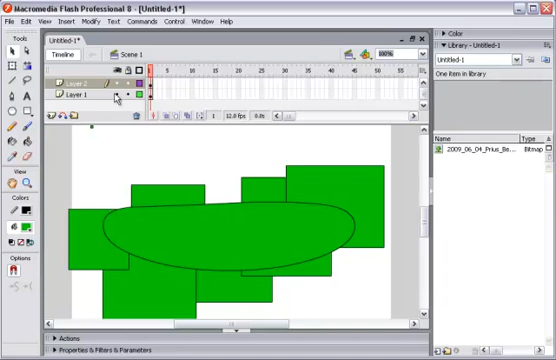 Macromedia Flash Professional 8 - [Untitled-1*]
File Edit View Insert Modify Text Commands Control Window Help
Tools
Untitled-1*
Timeline
Scene 1
100%
Layer 2
Layer 1
1 5 10 15 20 25 30 35 40 45 50
1 12.0 fps 0.0s
View
Colors
Options
Color
Library - Untitled-1
Untitled-1*
One item in library
Name Type
2009_06_04_Prius_Be... Bitmap
Actions
Properties & Filters & Parameters